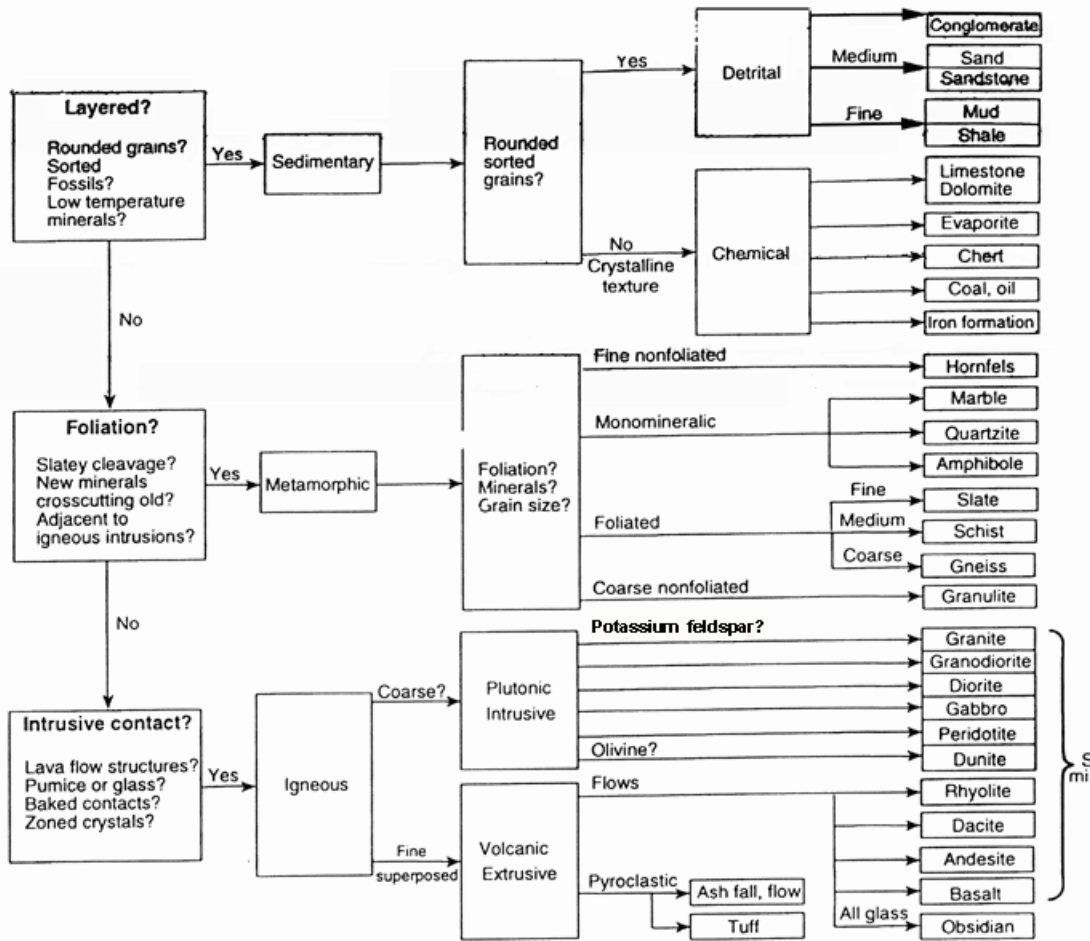 Layered?
Rounded grains?
Sorted
Fossils?
Low temperature
minerals?
Yes
Sedimentary
Rounded
sorted
grains?
Yes
Detrital
Conglomerate
Medium
Sand
Sandstone
Fine
Mud
Shale
No
Crystalline
texture
Chemical
Limestone
Dolomite
Evaporite
Chert
Coal, oil
Iron formation
No
Foliation?
Slatey cleavage?
New minerals
crosscutting old?
Adjacent to
igneous intrusions?
Yes
Metamorphic
Foliation?
Minerals?
Grain size?
Fine nonfoliated
Hornfels
Monomineralic
Marble
Quartzite
Amphibole
Foliated
Fine
Slate
Medium
Schist
Coarse
Gneiss
Coarse nonfoliated
Granulite
No
Intrusive contact?
Lava flow structures?
Pumice or glass?
Baked contacts?
Zoned crystals?
Yes
Igneous
Coarse?
Plutonic
Intrusive
Potassium feldspar?
Granite
Granodiorite
Diorite
Gabbro
Peridotite
Olivine?
Dunite
Fine
superposed
Volcanic
Extrusive
Flows
Rhyolite
Dacite
Andesite
Basalt
All glass
Obsidian
Pyroclastic
Ash fall, flow
Tuff
S
mi